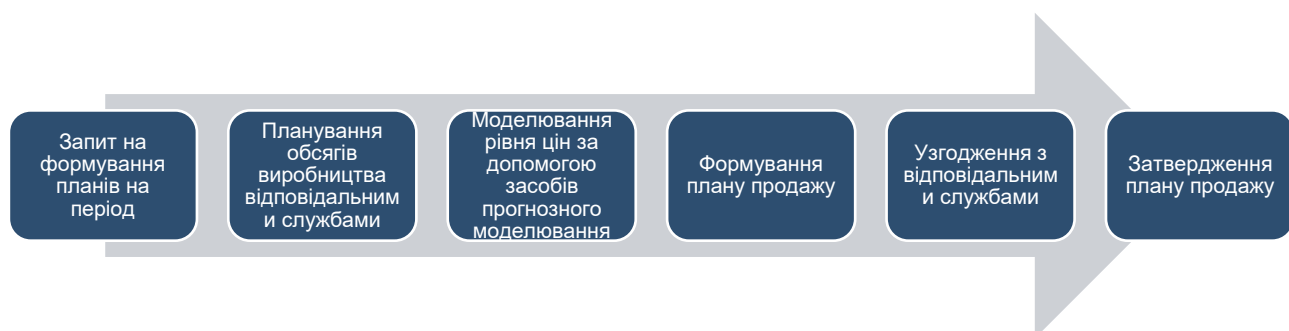 Запит на
формування
планів на
період
Планування
обсягів
виробництва
відповідальним
и службами
Моделювання
рівня цін за
допомогою
засобів
прогнозного
моделювання
Формування
плану продажу
Узгодження з
відповідальним
и службами
Затвердження
плану продажу